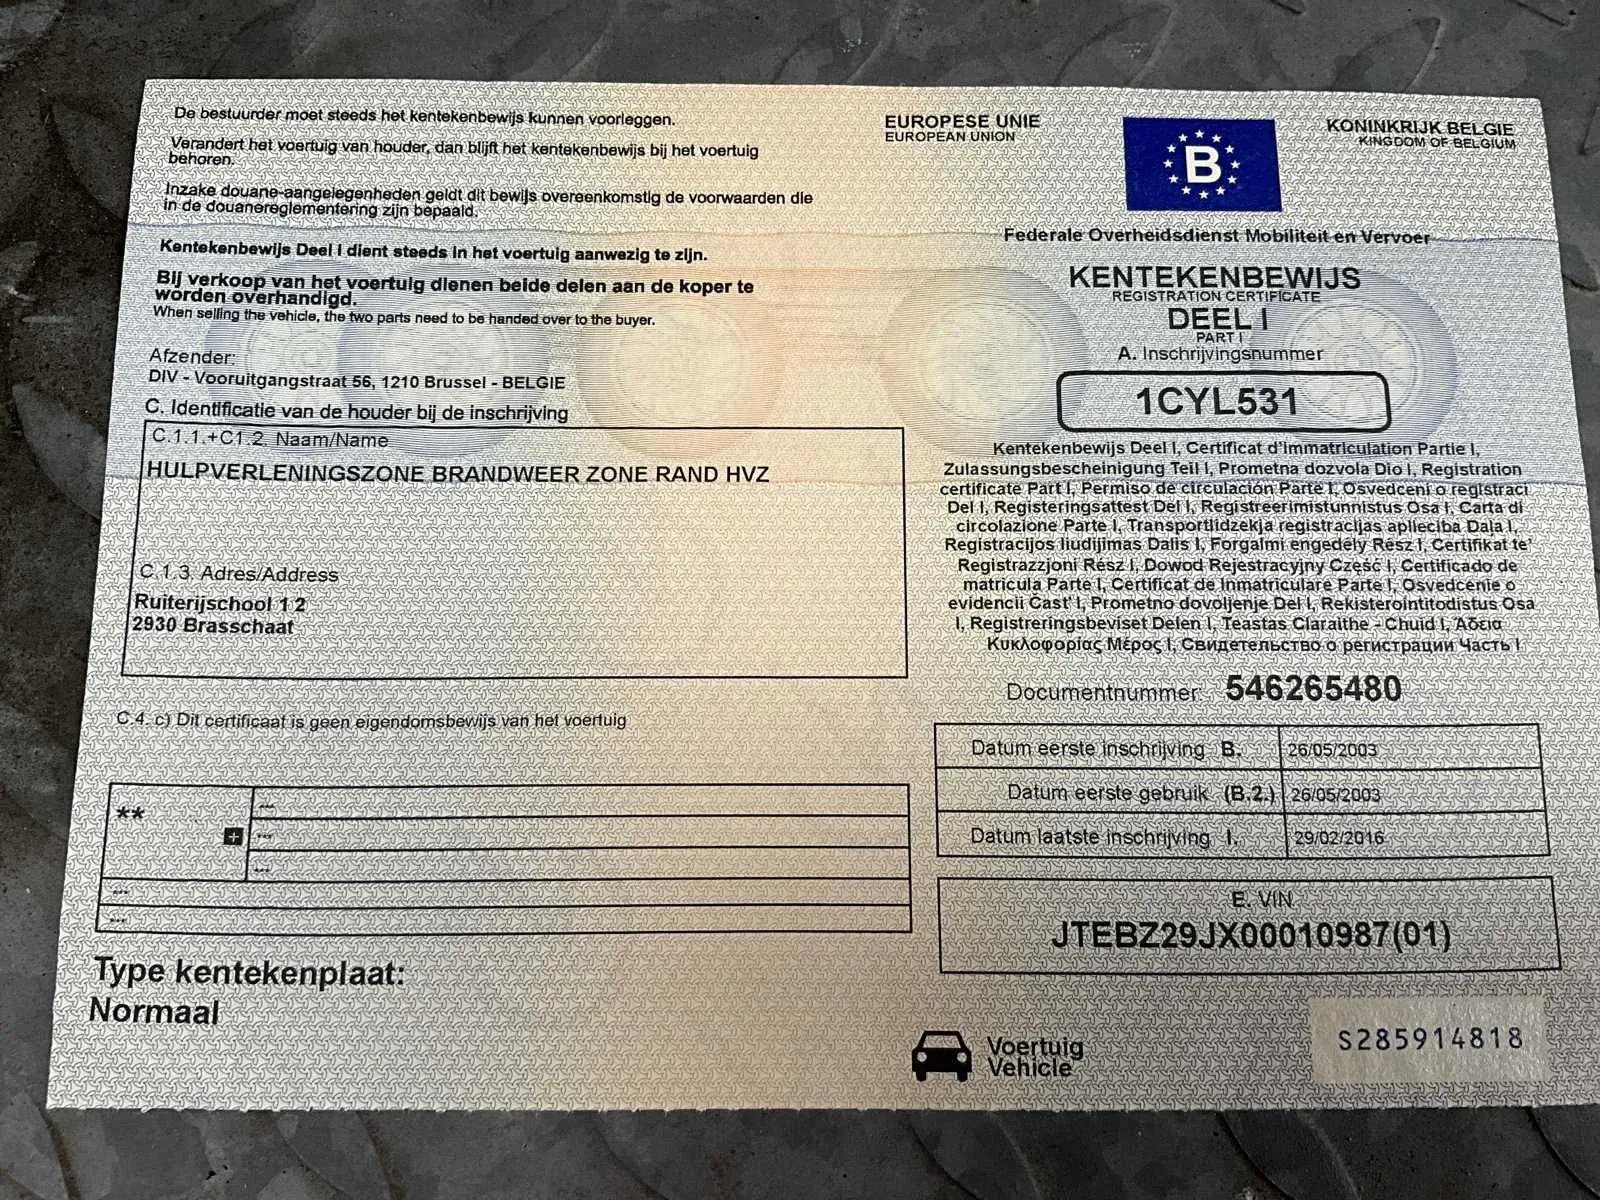 De bestuurder moet steeds het kentekenbewijs kunnen voorleggen.
Verandert het voertuig van houder, dan blijft het kentekenbewijs bij het voertuig
behoren.
Inzake douane-aangelegenheden geldt dit bewijs overeenkomstig de voorwaarden die
in de douanereglementering zijn bepaald.
Kentekenbewijs Deel I dient steeds in het voertuig aanwezig te zijn.
Bij verkoop van het voertuig dienen beide delen aan de koper te
worden overhandigd.
When selling the vehicle, the two parts need to be handed over to the buyer.
Afzender:
DIV - Vooruitgangstraat 56, 1210 Brussel - BELGIE
C. Identificatie van de houder bij de inschrijving
C.1.1.+C1.2. Naam/Name
HULPVERLENINGSZONE BRANDWEER ZONE RAND HVZ
C.1.3. Adres/Address
Ruiterijschool 1 2
2930 Brasschaat
C.4. c) Dit certificaat is geen eigendomsbewijs van het voertuig
**
---
+
---
---
---
---
Type kentekenplaat:
Normaal
EUROPESE UNIE
EUROPEAN UNION
B
KONINKRIJK BELGIE
KINGDOM OF BELGIUM
Federale Overheidsdienst Mobiliteit en Vervoer
KENTEKENBEWIJS
REGISTRATION CERTIFICATE
DEEL I
PART I
A. Inschrijvingsnummer
1CYL531
Kentekenbewijs Deel I, Certificat d'immatriculation Partie I,
Zulassungsbescheinigung Teil I, Prometna dozvola Dio I, Registration
certificate Part I, Permiso de circulación Parte I, Osvedceni o registraci
Del I, Registeringsattest Del I, Registreerimistunnistus Osa I, Carta di
circolazione Parte I, Transportlidzekja registracijas aplieciba Daļa I,
Registracijos liudijimas Dalis I, Forgalmi engedély Rész I, Certifikat te'
Registrazzjoni Rész I, Dowod Rejestracyjny Część I, Certificado de
matricula Parte I, Certificat de Inmatriculare Parte I, Osvedcenie o
evidencii Čast' I, Prometno dovoljenje Del I, Rekisterointitodistus Osa
I, Registreringsbeviset Delen I, Teastas Claraithe - Chuid I, Άδεια
Κυκλοφορίας Μέρος I, Свидетельство о регистрации Часть I
Documentnummer: 546265480
Datum eerste inschrijving B. 26/05/2003
Datum eerste gebruik (B.2.) 26/05/2003
Datum laatste inschrijving I. 29/02/2016
E. VIN
JTEBZ29JX00010987(01)
Voertuig
Vehicle
S285914818